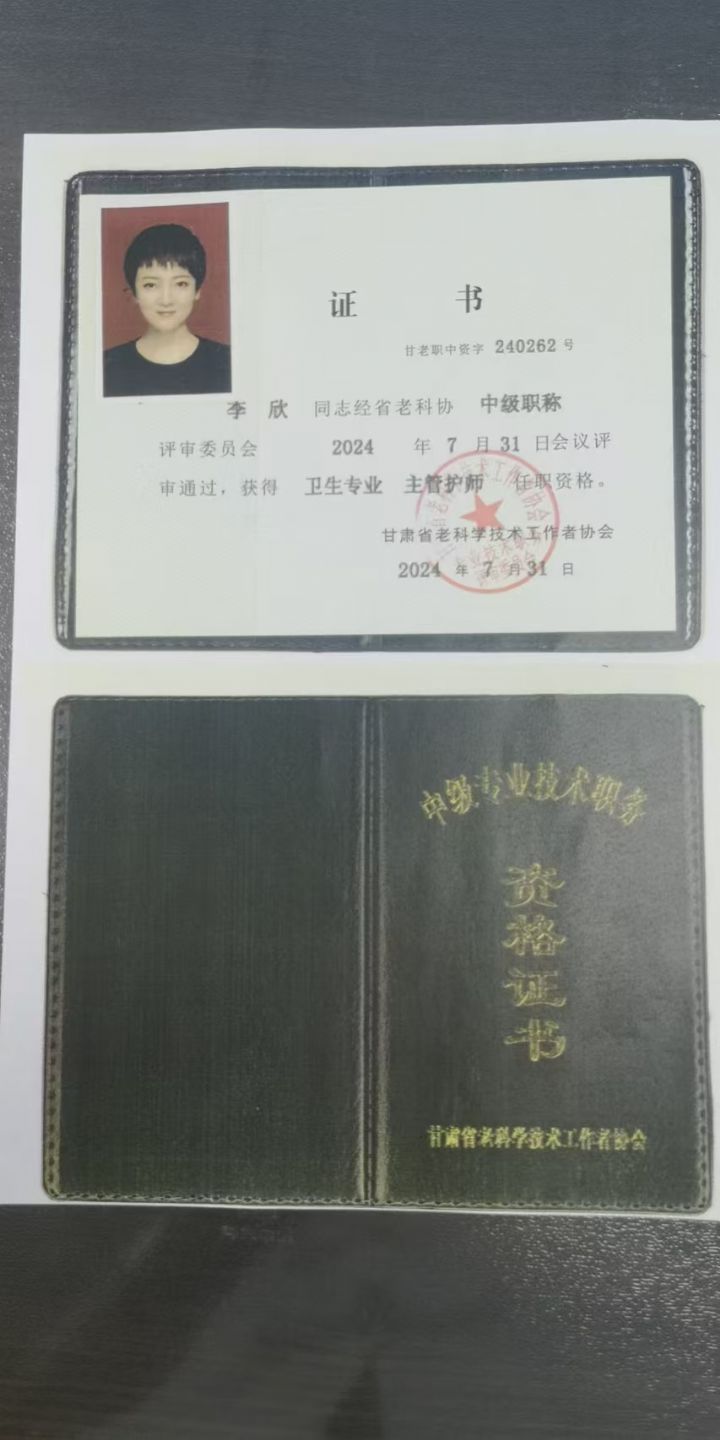 证 书
甘老职中资字 240262 号
李 欣 同志经省老科协 中级职称
评审委员会 2024 年 7 月 31 日会议评
审通过，获得 卫生专业 主管护师 任职资格。
甘肃省老科学技术工作者协会
2024 年 7 月 31 日
中级专业技术职务
资格证书
甘肃省老科学技术工作者协会